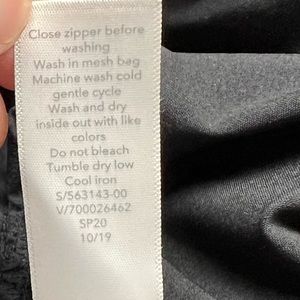 Close zipper before
washing
Wash in mesh bag
Machine wash cold
gentle cycle
Wash and dry
inside out with like
colors
Do not bleach
Tumble dry low
Cool iron
S/S63143-00
V/700026462
SP20
10/19